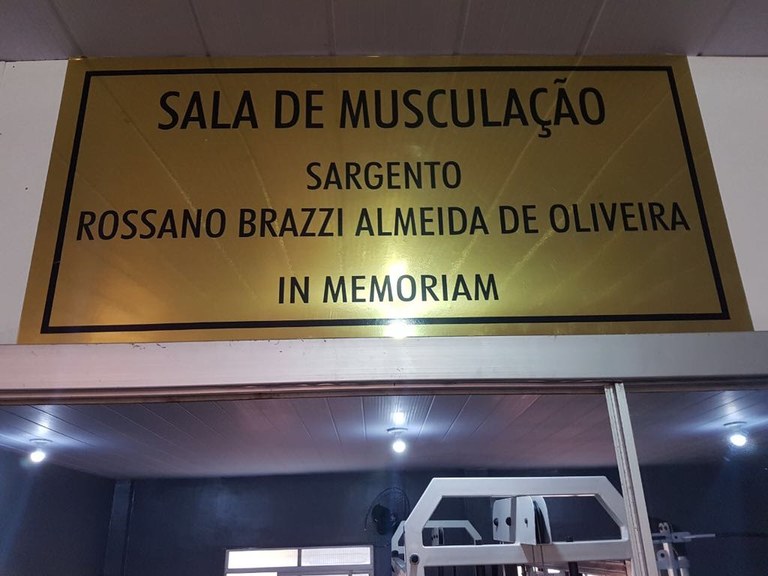 SALA DE MUSCULAÇÃO
SARGENTO
ROSSANO BRAZZI ALMEIDA DE OLIVEIRA
IN MEMORIAM